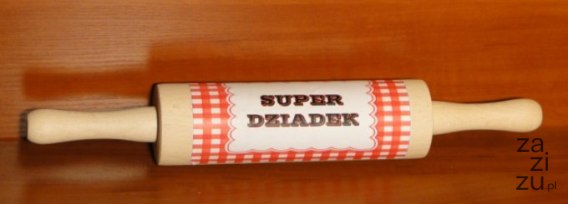 SUPER
DZIADEK
za
zi
zu.pl